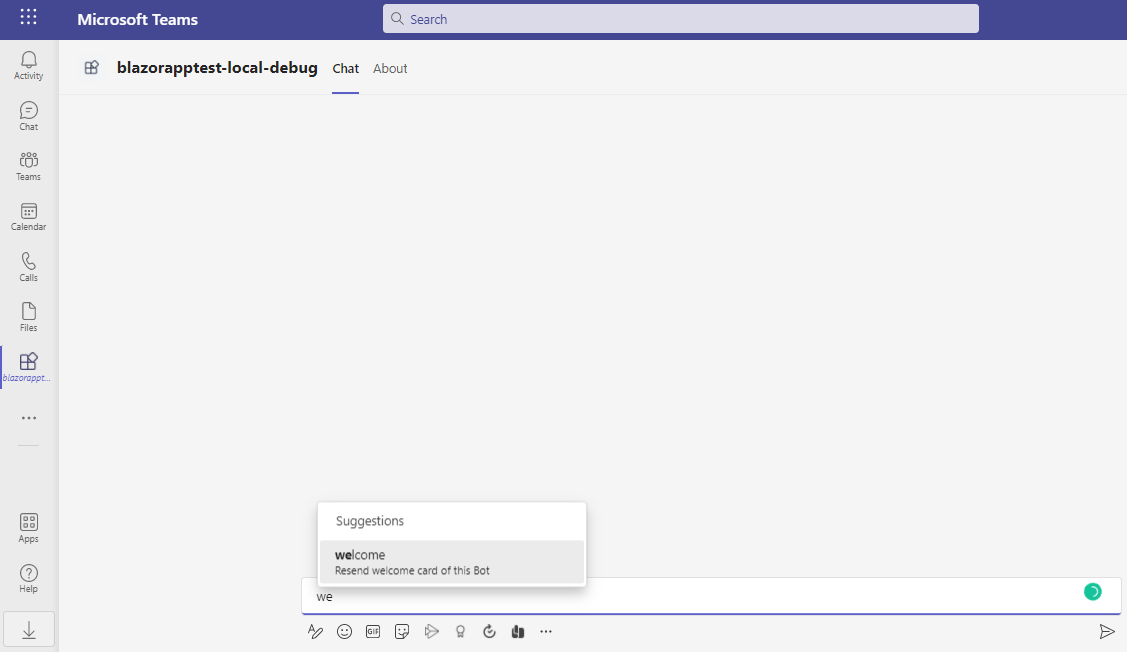 Microsoft Teams
Search
Activity
Chat
Teams
Calendar
Calls
Files
blazorappt...
Apps
Help
blazorapptest-local-debug
Chat
About
Suggestions
welcome
Resend welcome card of this Bot
we
GIF